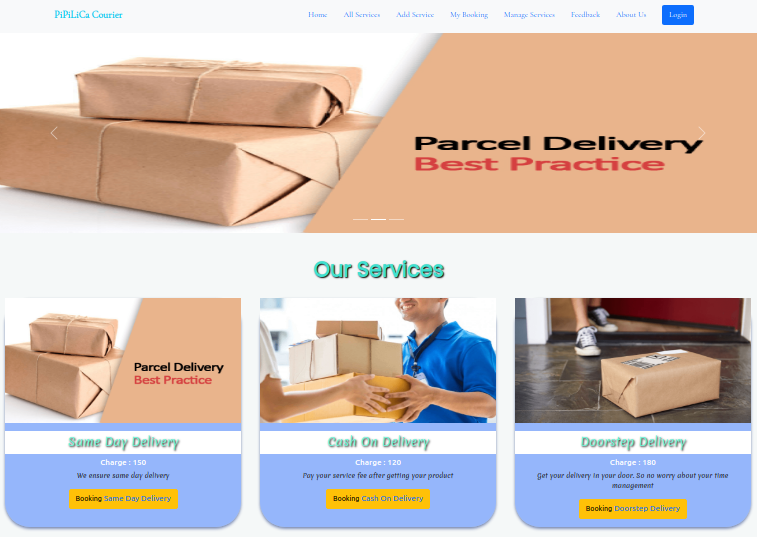 PiPiLiCa Courier
Home
All Services
Add Service
My Booking
Manage Services
Feedback
About Us
Login
Parcel Delivery
Best Practice
Our Services
Parcel Delivery
Best Practice
Same Day Delivery
Charge : 150
We ensure same day delivery
Booking Same Day Delivery
Cash On Delivery
Charge : 120
Pay your service fee after getting your product
Booking Cash On Delivery
Doorstep Delivery
Charge : 180
Get your delivery in your door. So no worry about your time
management
Booking Doorstep Delivery